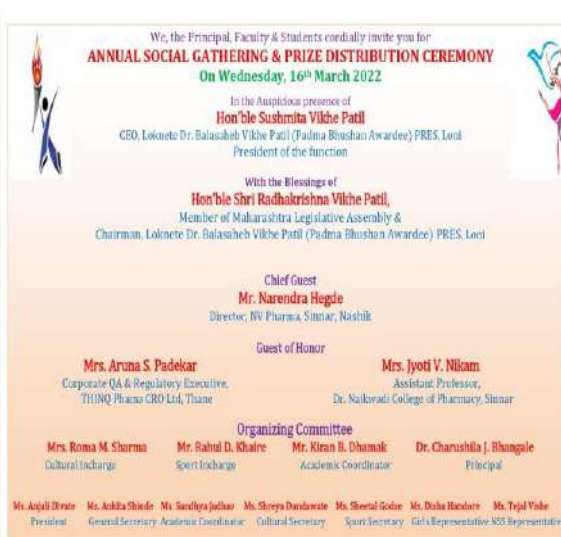 We, the Principal, Faculty & Students cordially invite you for
ANNUAL SOCIAL GATHERING & PRIZE DISTRIBUTION CEREMONY
On Wednesday, 16th March 2022
In the Auspicious presence of
Hon'ble Sushmita Vikhe Patil
CEO, Loknete Dr. Balasaheb Vikhe Patil (Padma Bhushan Awardee) PRES, Loni
President of the function
With the Blessings of
Hon'ble Shri Radhakrishna Vikhe Patil,
Member of Maharashtra Legislative Assembly &
Chairman, Loknete Dr. Balasaheb Vikhe Patil (Padma Bhushan Awardee) PRES, Loni
Chief Guest
Mr. Narendra Hegde
Director, NV Pharma, Sinnar, Nashik
Guest of Honor
Mrs. Aruna S. Padekar Mrs. Jyoti V. Nikam
Corporate QA & Regulatory Executive, Assistant Professor,
THINQ Phama CRO Ltd, Thane Dr. Naikwadi College of Pharmacy, Sinnar
Organizing Committee
Mrs. Roma M. Sharma Mr. Rahul D. Khaire Mr. Kiran B. Dhamak Dr. Charushila J. Bhangale
Cultural Incharge Sport Incharge Academic Coordinator Principal
Ms. Anjali Divate Ms. Ankita Shinde Ms. Sandhya Jadhav Ms. Shreya Dandawate Ms. Sheetal Godse Ms. Disha Handore Ms. Tejal Vishe
President General Secretary Academic Coordinator Cultural Secretary Sport Secretary Girls Representative NSS Representative